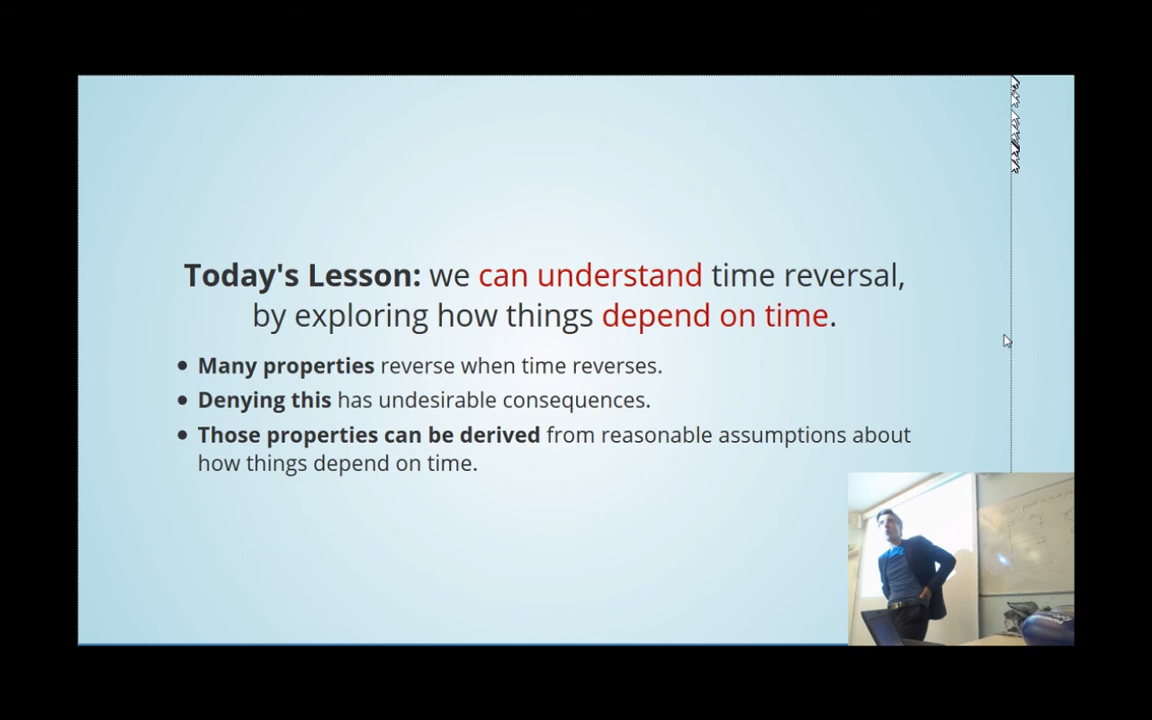 Today's Lesson: we can understand time reversal,
by exploring how things depend on time.
• Many properties reverse when time reverses.
• Denying this has undesirable consequences.
• Those properties can be derived from reasonable assumptions about
how things depend on time.